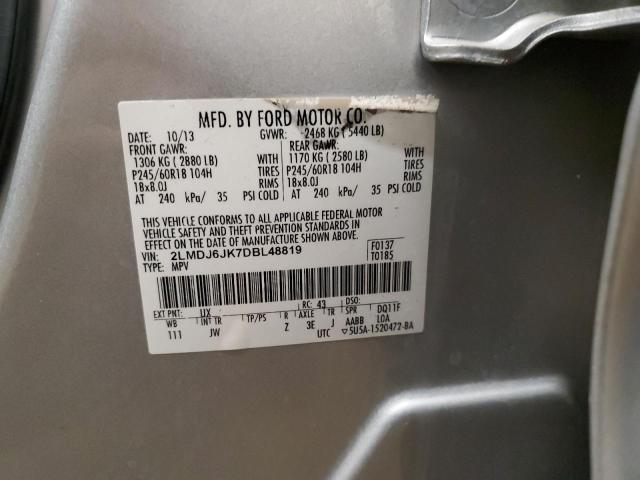 MFD. BY FORD MOTOR CO.
DATE: 10/13 GVWR: 2468 KG (5440 LB)
FRONT GAWR: REAR GAWR:
1306 KG (2880 LB) WITH 1170 KG (2580 LB) WITH
P245/60R18 104H TIRES P245/60R18 104H TIRES
18x8.0J RIMS 18x8.0J RIMS
AT 240 kPa/ 35 PSI COLD AT 240 kPa/ 35 PSI COLD
THIS VEHICLE CONFORMS TO ALL APPLICABLE FEDERAL MOTOR
VEHICLE SAFETY AND THEFT PREVENTION STANDARDS IN
EFFECT ON THE DATE OF MANUFACTURE SHOWN ABOVE.
VIN: 2LMDJ6JK7DBL48819 F0137
TYPE: MPV T0185
EXT PNT: UX RC: 43 DSO:
WB INT TR TP/PS R AXLE TR SPR DQ11F
111 JW Z 3E J AABB LOA
UTC ▽5U5A-1520472-BA